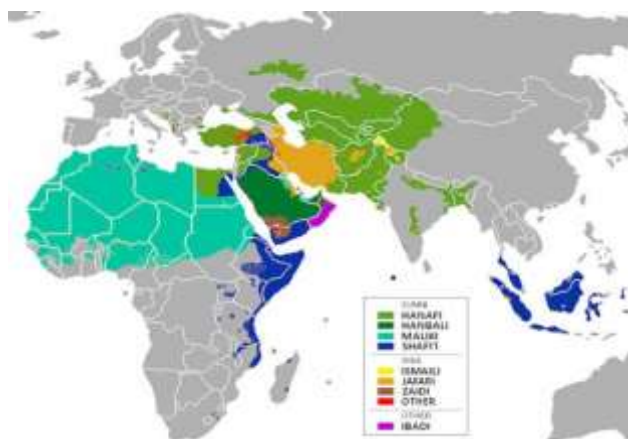 SUNNI
HANAFI
HANBALI
MALIKI
SHAFI'I
SHIA
ISMAILI
JAFARI
ZAIDI
OTHER
OTHER
IBADI